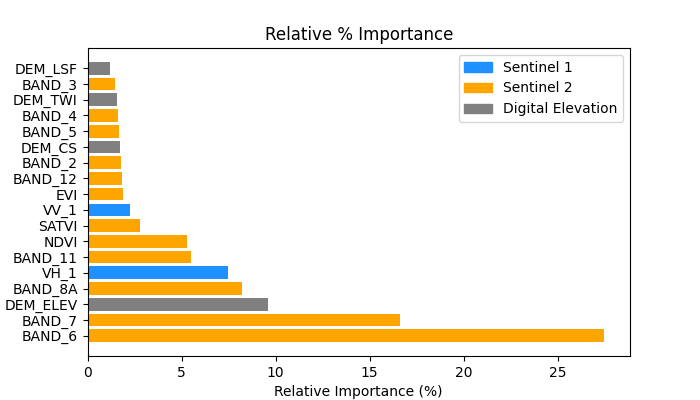 Relative % Importance
Sentinel 1
Sentinel 2
Digital Elevation
DEM_LSF
BAND_3
DEM_TWI
BAND_4
BAND_5
DEM_CS
BAND_2
BAND_12
EVI
VV_1
SATVI
NDVI
BAND_11
VH_1
BAND_8A
DEM_ELEV
BAND_7
BAND_6
0 5 10 15 20 25
Relative Importance (%)